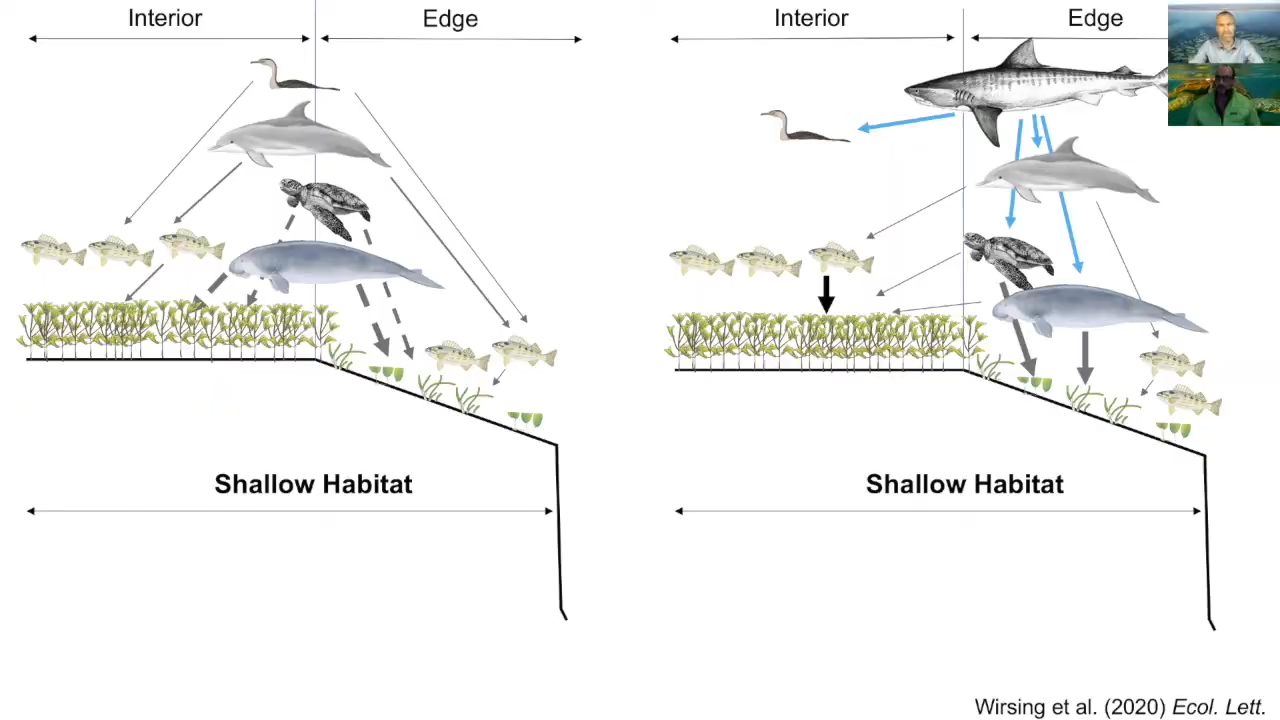 Interior
Edge
Interior
Edge
Shallow Habitat
Shallow Habitat
Wirsing et al. (2020) Ecol. Lett.